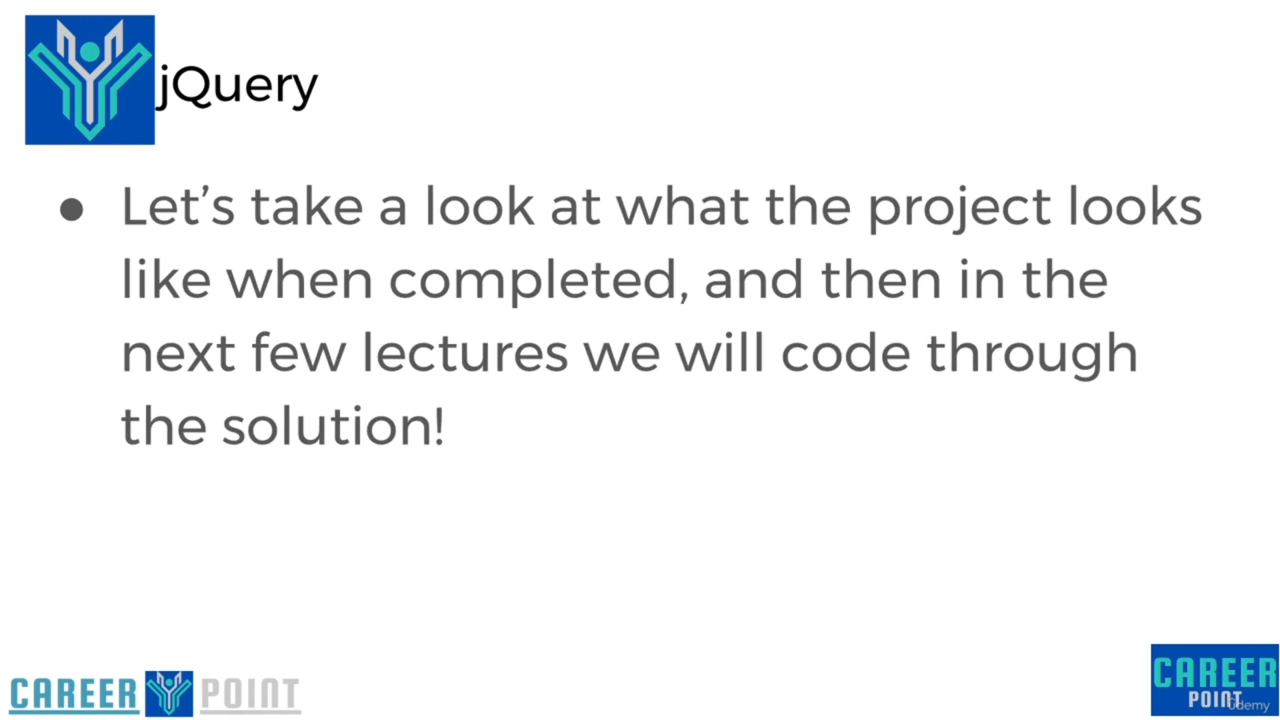 jQuery
● Let's take a look at what the project looks
like when completed, and then in the
next few lectures we will code through
the solution!
CAREER POINT
CAREER
POINT
ûdemy